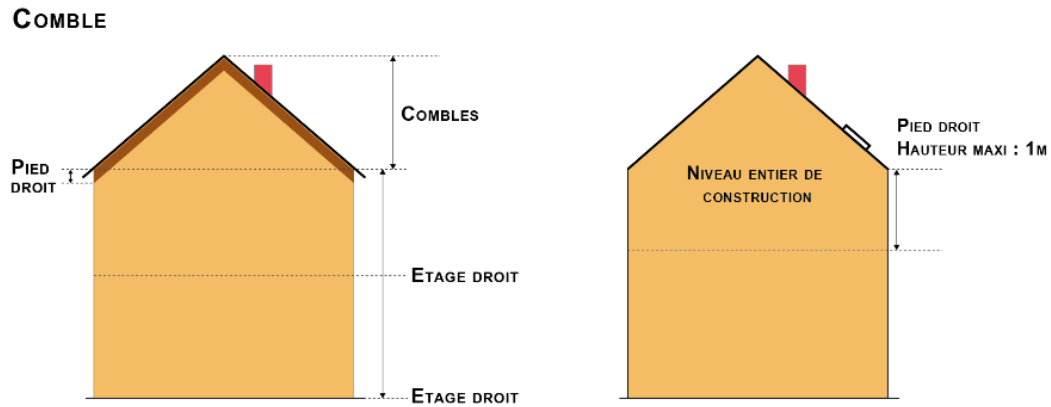 Comble
Combles
Pied
droit
Etage droit
Etage droit
Pied droit
Hauteur maxi : 1m
Niveau entier de
construction